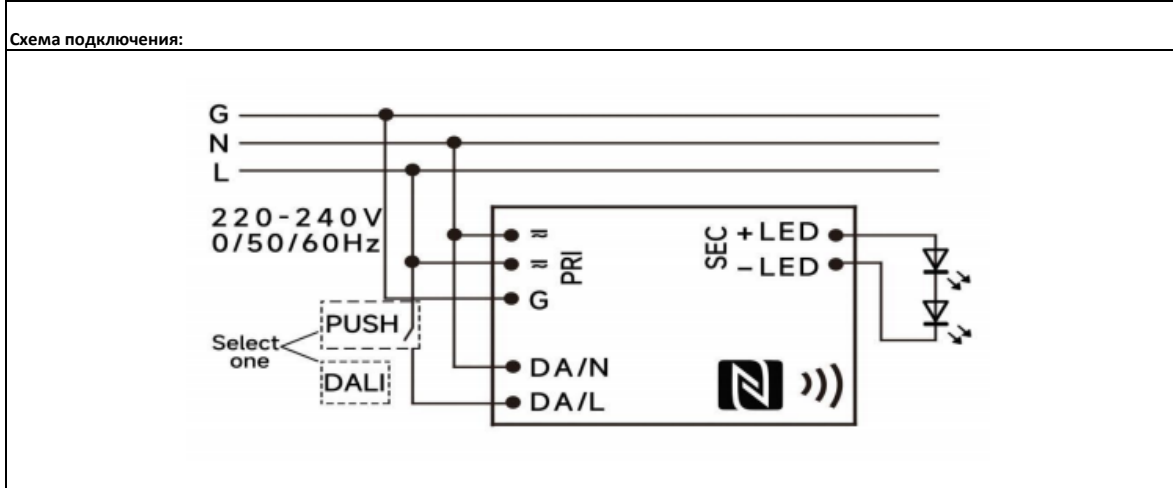 Схема подключения:
G
N
L
220-240V
0/50/60Hz
PRI
G
SEC
+LED
-LED
PUSH
Select
one
DALI
DA/N
DA/L